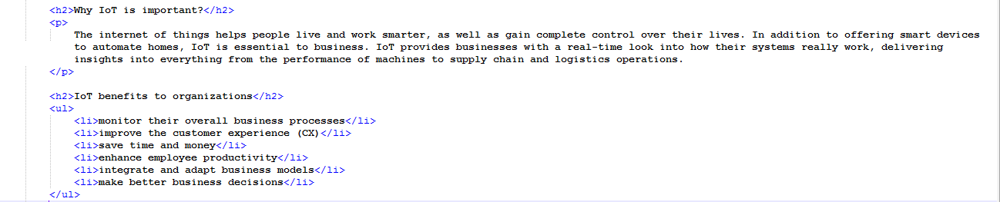 <h2>Why IoT is important?</h2>
<p>
The internet of things helps people live and work smarter, as well as gain complete control over their lives. In addition to offering smart devices
to automate homes, IoT is essential to business. IoT provides businesses with a real-time look into how their systems really work, delivering
insights into everything from the performance of machines to supply chain and logistics operations.
</p>
<h2>IoT benefits to organizations</h2>
<ul>
<li>monitor their overall business processes</li>
<li>improve the customer experience (CX)</li>
<li>save time and money</li>
<li>enhance employee productivity</li>
<li>integrate and adapt business models</li>
<li>make better business decisions</li>
</ul>